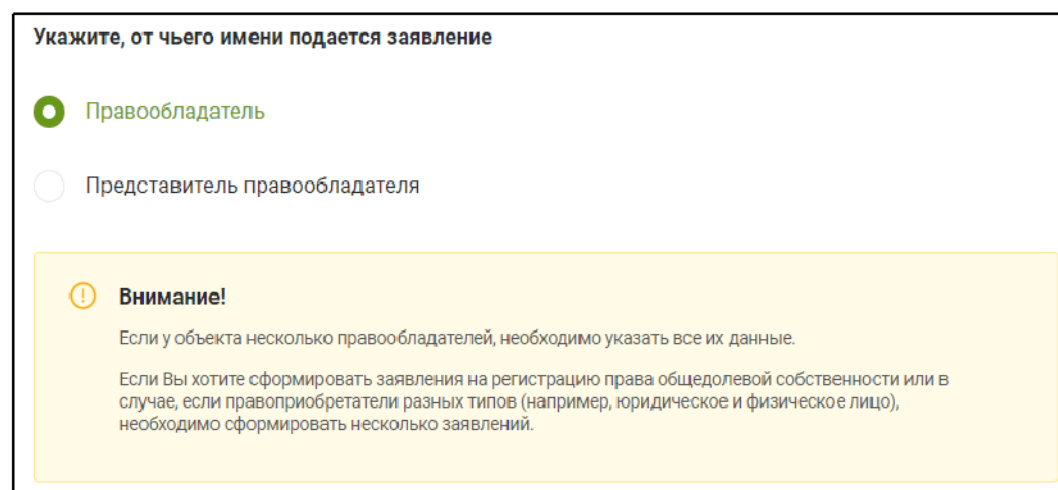 Укажите, от чьего имени подается заявление
Правообладатель
Представитель правообладателя
Внимание!
Если у объекта несколько правообладателей, необходимо указать все их данные.
Если Вы хотите сформировать заявления на регистрацию права общедолевой собственности или в
случае, если правоприобретатели разных типов (например, юридическое и физическое лицо),
необходимо сформировать несколько заявлений.